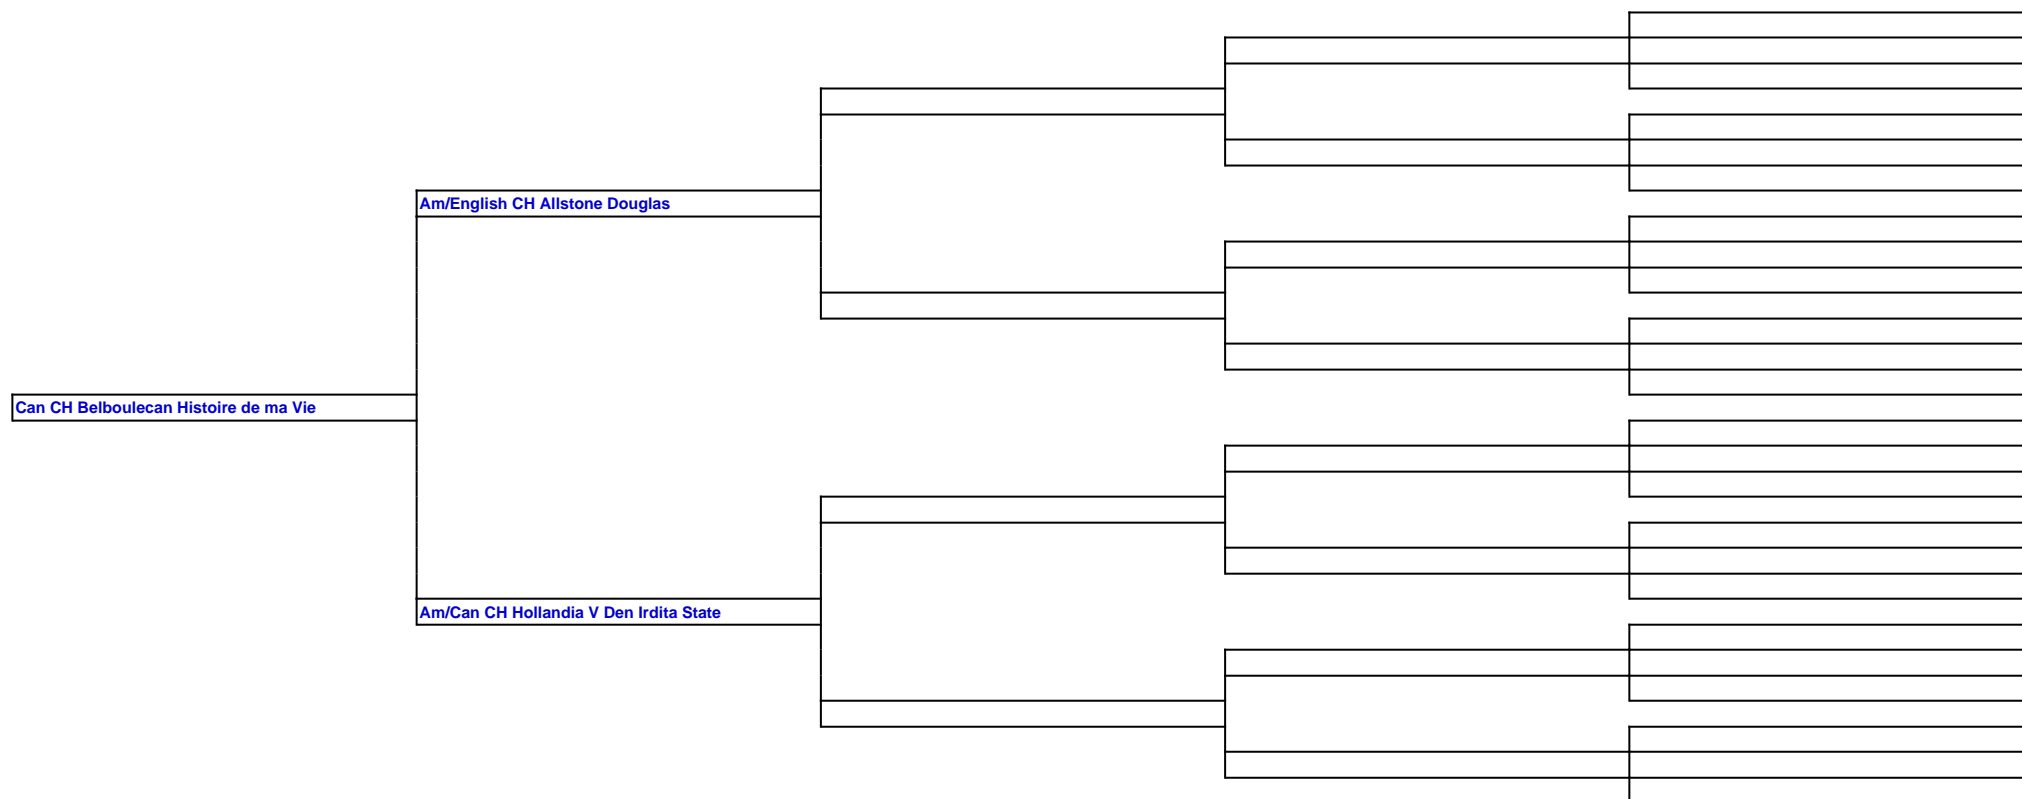 Am/English CH Allstone Douglas
Can CH Belboulecan Histoire de ma Vie
Am/Can CH Hollandia V Den Irdita State